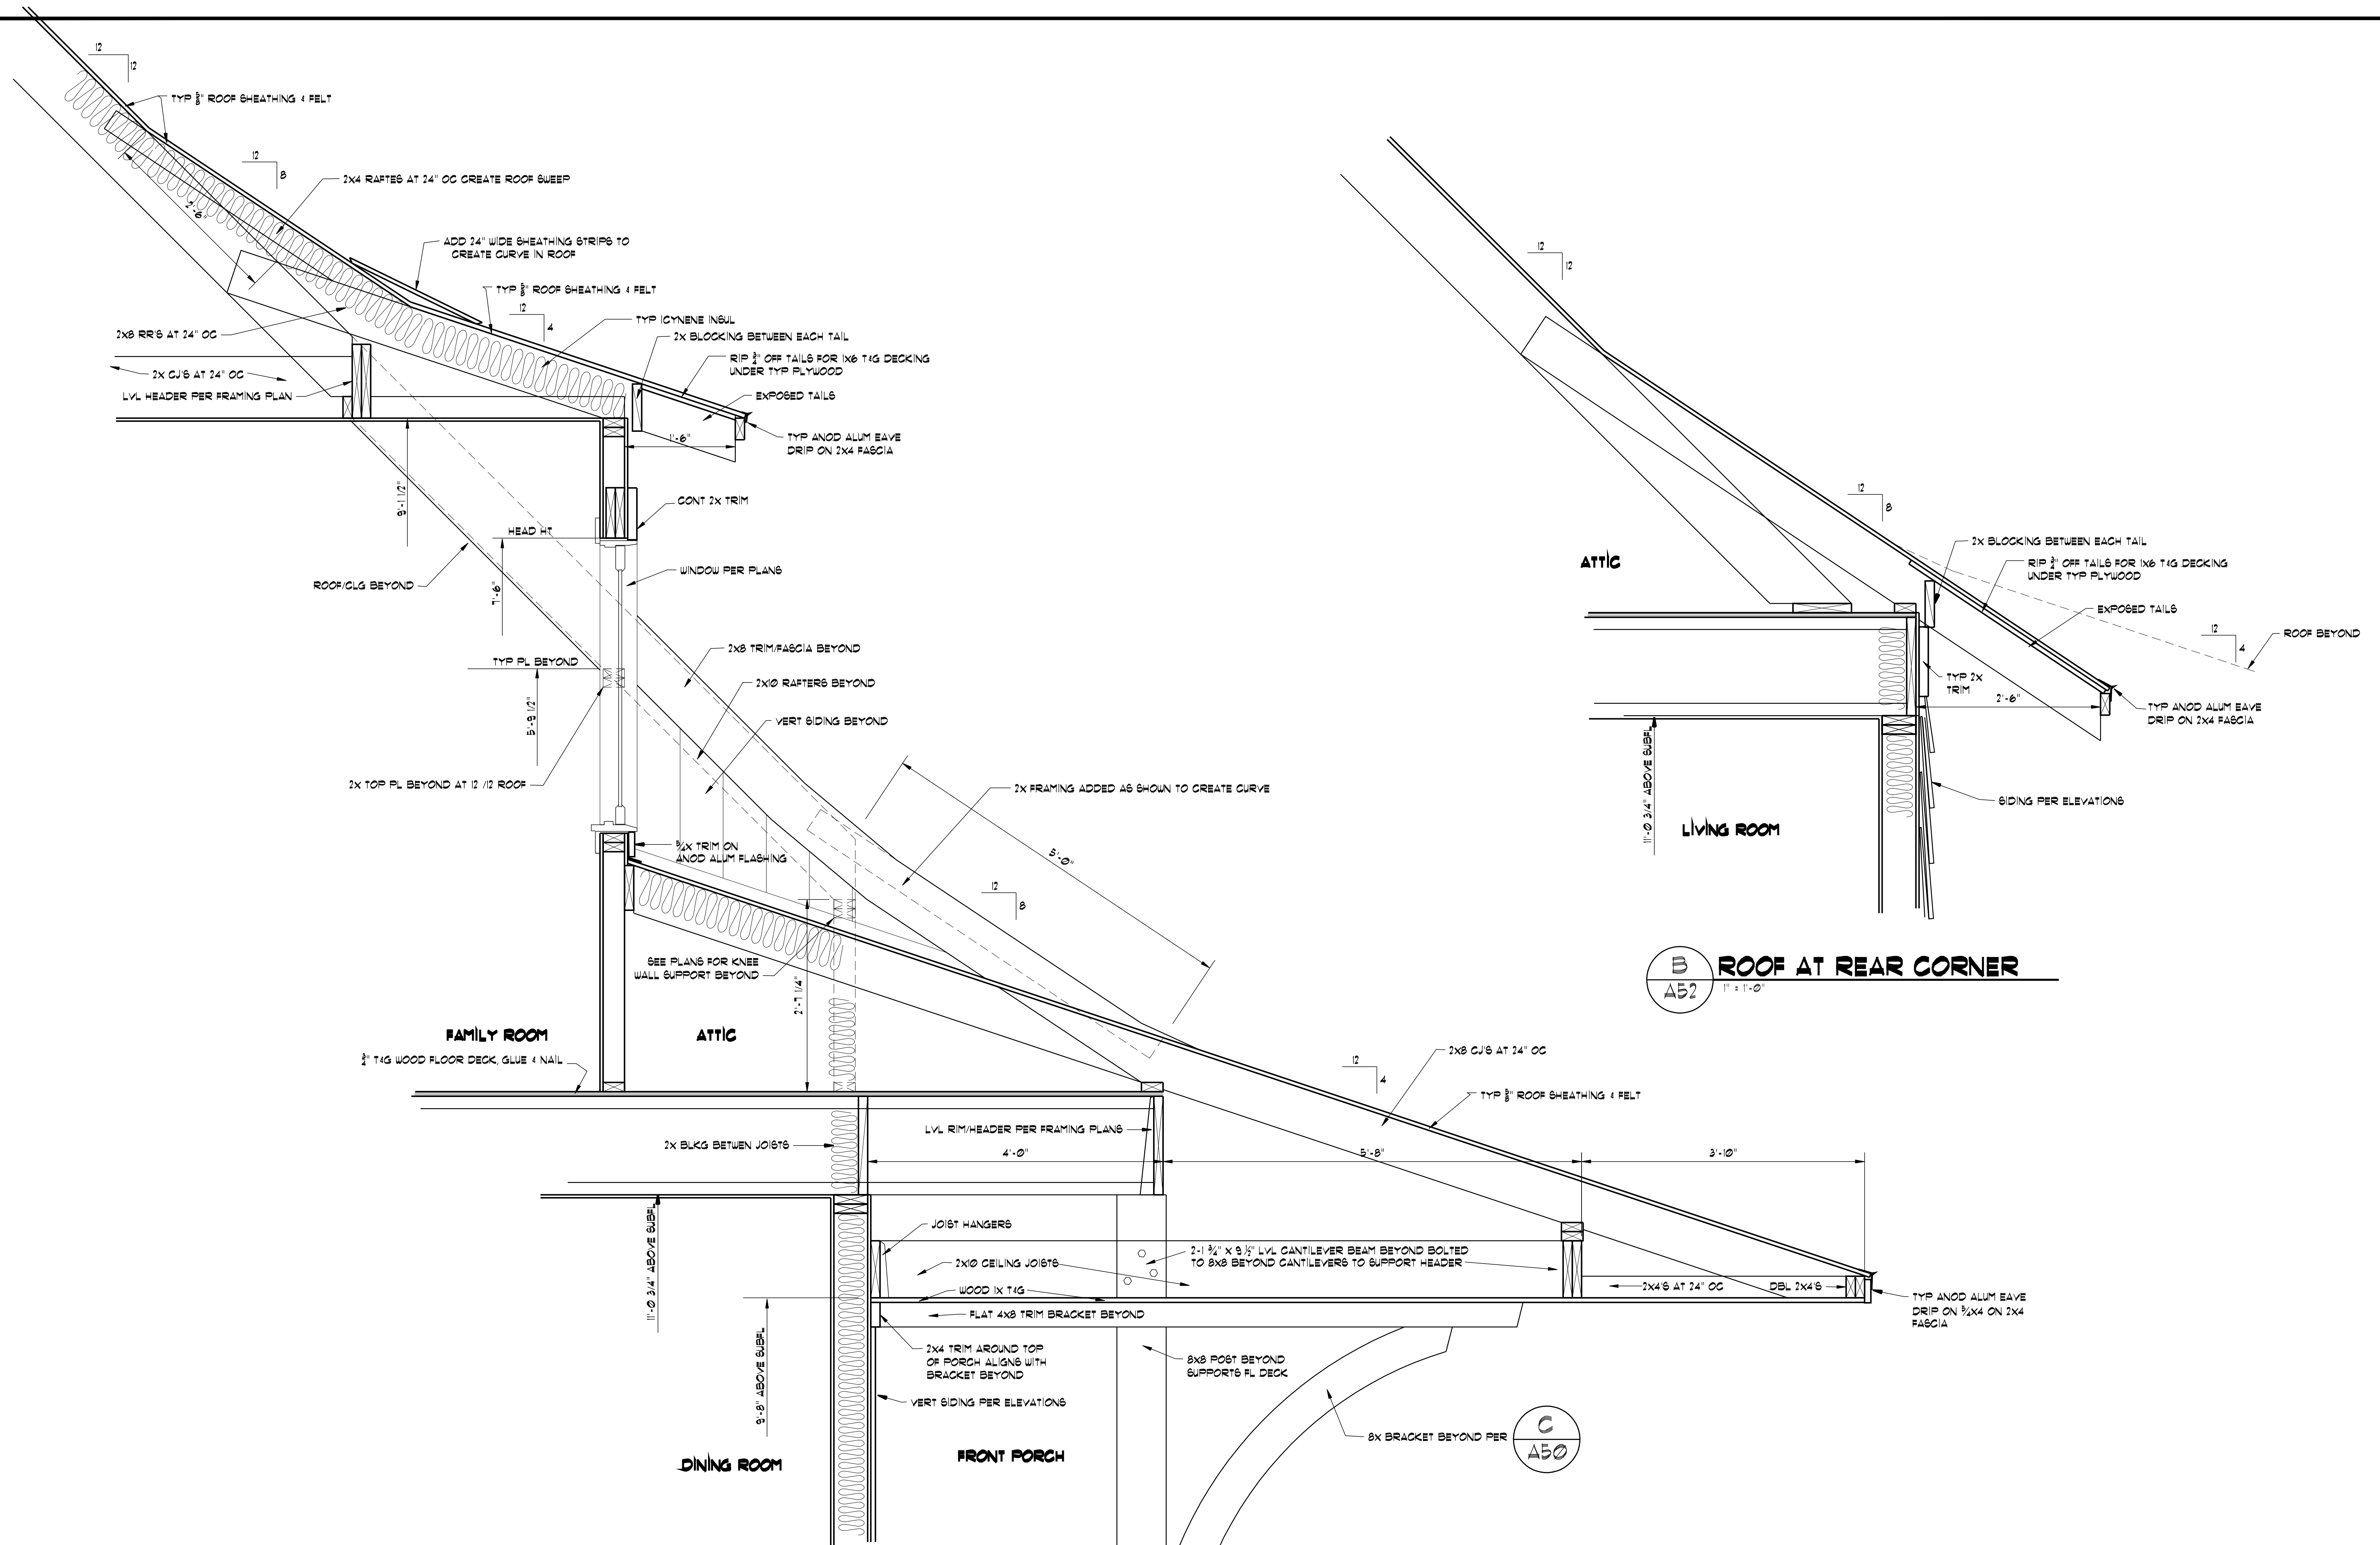 12
12
TYP 5/8" ROOF SHEATHING & FELT
12
8
2X4 RAFTES AT 24" OC CREATE ROOF SWEEP
2'-6"
ADD 24" WIDE SHEATHING STRIPS TO
CREATE CURVE IN ROOF
TYP 5/8" ROOF SHEATHING & FELT
12
4
TYP ICYNENE INSUL
2X8 RR'S AT 24" OC
2X BLOCKING BETWEEN EACH TAIL
RIP 3/4" OFF TAILS FOR 1X6 T&G DECKING
UNDER TYP PLYWOOD
2X CJ'S AT 24" OC
LVL HEADER PER FRAMING PLAN
EXPOSED TAILS
1'-6"
TYP ANOD ALUM EAVE
DRIP ON 2X4 FASCIA
9'-1 1/2"
CONT 2X TRIM
HEAD HT
7'-6"
WINDOW PER PLANS
ROOF/CLG BEYOND
TYP PL BEYOND
5'-9 1/2"
2X8 TRIM/FASCIA BEYOND
2X10 RAFTERS BEYOND
VERT SIDING BEYOND
2X TOP PL BEYOND AT 12 /12 ROOF
2X FRAMING ADDED AS SHOWN TO CREATE CURVE
5/4X TRIM ON
ANOD ALUM FLASHING
5'-0"
12
8
SEE PLANS FOR KNEE
WALL SUPPORT BEYOND
2'-7 1/4"
FAMILY ROOM
ATTIC
3/4" T&G WOOD FLOOR DECK, GLUE & NAIL
12
4
2X8 CJ'S AT 24" OC
TYP 5/8" ROOF SHEATHING & FELT
LVL RIM/HEADER PER FRAMING PLANS
2X BLKG BETWEN JOISTS
4'-0"
5'-8"
3'-10"
11'-0 3/4" ABOVE SUBFL
JOIST HANGERS
2X10 CEILING JOISTS
2-1 3/4" X 9 1/2" LVL CANTILEVER BEAM BEYOND BOLTED
TO 8X8 BEYOND CANTILEVERS TO SUPPORT HEADER
WOOD 1X T&G
2X4'S AT 24" OC
DBL 2X4'S
TYP ANOD ALUM EAVE
DRIP ON 5/4X4 ON 2X4
FASCIA
FLAT 4X8 TRIM BRACKET BEYOND
9'-8" ABOVE SUBFL
2X4 TRIM AROUND TOP
OF PORCH ALIGNS WITH
BRACKET BEYOND
8X8 POST BEYOND
SUPPORTS FL DECK
VERT SIDING PER ELEVATIONS
8X BRACKET BEYOND PER
C
A50
DINING ROOM
FRONT PORCH
12
12
12
8
ATTIC
2X BLOCKING BETWEEN EACH TAIL
RIP 3/4" OFF TAILS FOR 1X6 T&G DECKING
UNDER TYP PLYWOOD
EXPOSED TAILS
12
4
ROOF BEYOND
TYP 2X
TRIM
2'-6"
TYP ANOD ALUM EAVE
DRIP ON 2X4 FASCIA
11'-0 3/4" ABOVE SUBFL
SIDING PER ELEVATIONS
LIVING ROOM
B
A52
ROOF AT REAR CORNER
1" = 1'-0"